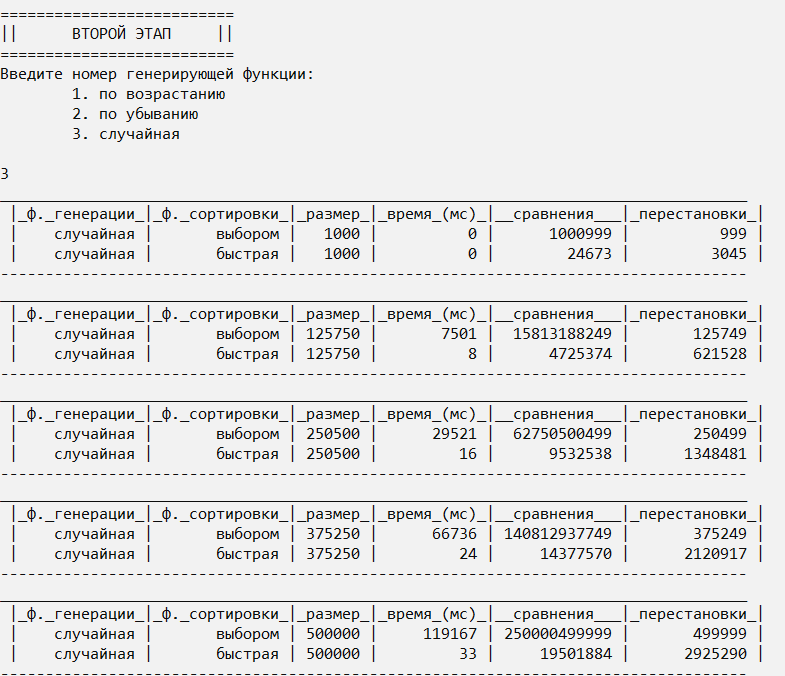 ==========================
||      ВТОРОЙ ЭТАП     ||
==========================
Введите номер генерирующей функции:
        1. по возрастанию
        2. по убыванию
        3. случайная
3
|_ф._генерации_|_ф._сортировки_|_размер_|_время_(мс)_|__сравнения___|_перестановки_|
|    случайная |       выбором |   1000 |          0 |      1000999 |          999 |
|    случайная |       быстрая |   1000 |          0 |        24673 |         3045 |
-----------------------------------------------------------------------------------
|_ф._генерации_|_ф._сортировки_|_размер_|_время_(мс)_|__сравнения___|_перестановки_|
|    случайная |       выбором | 125750 |       7501 |  15813188249 |       125749 |
|    случайная |       быстрая | 125750 |          8 |      4725374 |       621528 |
-----------------------------------------------------------------------------------
|_ф._генерации_|_ф._сортировки_|_размер_|_время_(мс)_|__сравнения___|_перестановки_|
|    случайная |       выбором | 250500 |      29521 |  62750500499 |       250499 |
|    случайная |       быстрая | 250500 |         16 |      9532538 |      1348481 |
-----------------------------------------------------------------------------------
|_ф._генерации_|_ф._сортировки_|_размер_|_время_(мс)_|__сравнения___|_перестановки_|
|    случайная |       выбором | 375250 |      66736 | 140812937749 |       375249 |
|    случайная |       быстрая | 375250 |         24 |     14377570 |      2120917 |
-----------------------------------------------------------------------------------
|_ф._генерации_|_ф._сортировки_|_размер_|_время_(мс)_|__сравнения___|_перестановки_|
|    случайная |       выбором | 500000 |     119167 | 250000499999 |       499999 |
|    случайная |       быстрая | 500000 |         33 |     19501884 |      2925290 |
-----------------------------------------------------------------------------------